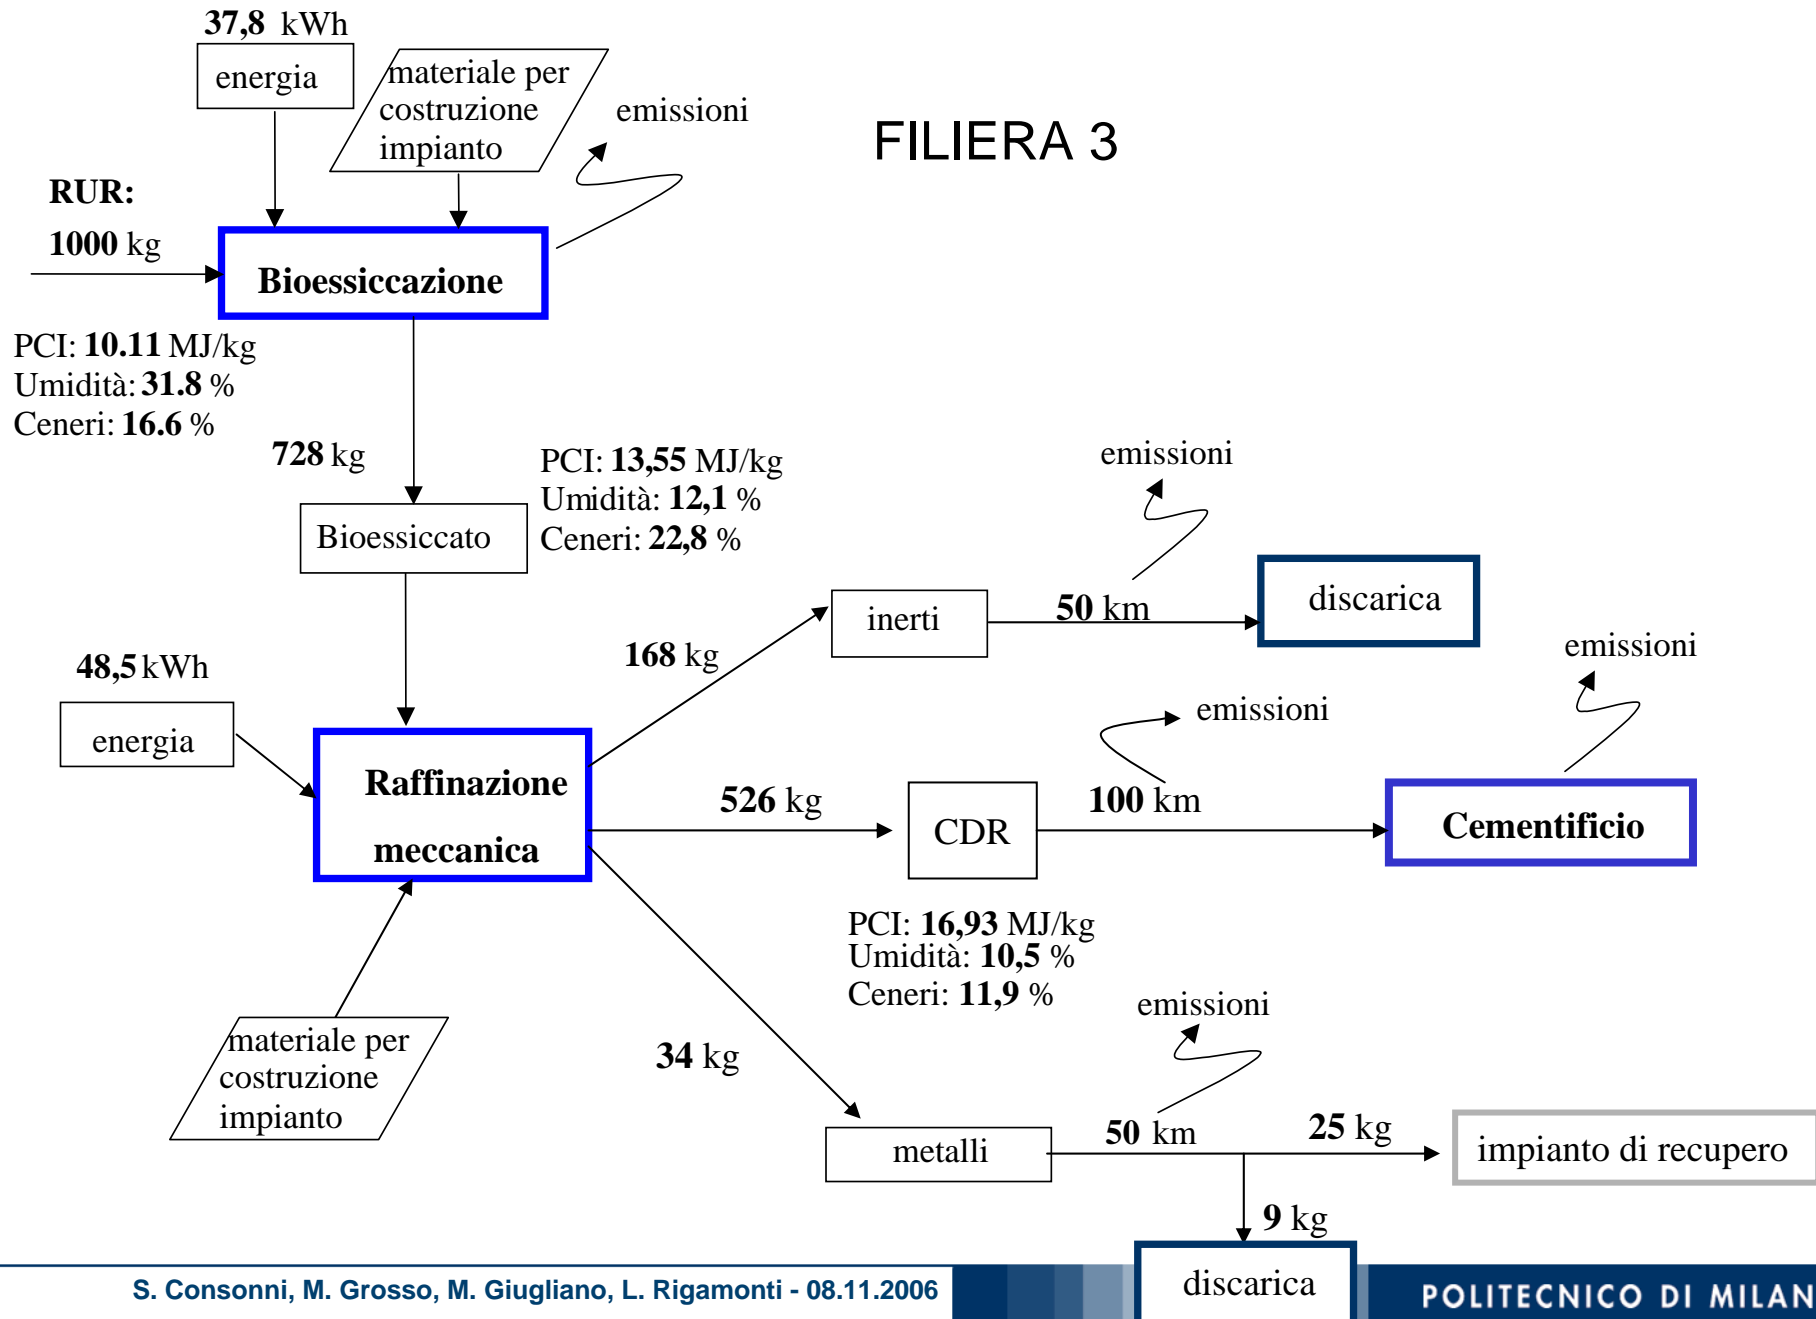 37,8 kWh
energia
materiale per
costruzione
impianto
emissioni
FILIERA 3
RUR:
1000 kg
Bioessiccazione
PCI: 10.11 MJ/kg
Umidità: 31.8 %
Ceneri: 16.6 %
728 kg
PCI: 13,55 MJ/kg
Umidità: 12,1 %
Ceneri: 22,8 %
Bioessiccato
emissioni
inerti
50 km
discarica
168 kg
48,5 kWh
energia
emissioni
emissioni
Raffinazione
meccanica
526 kg
CDR
100 km
Cementificio
PCI: 16,93 MJ/kg
Umidità: 10,5 %
Ceneri: 11,9 %
materiale per
costruzione
impianto
34 kg
emissioni
metalli
50 km
25 kg
impianto di recupero
9 kg
discarica
S. Consonni, M. Grosso, M. Giugliano, L. Rigamonti - 08.11.2006
POLITECNICO DI MILAN